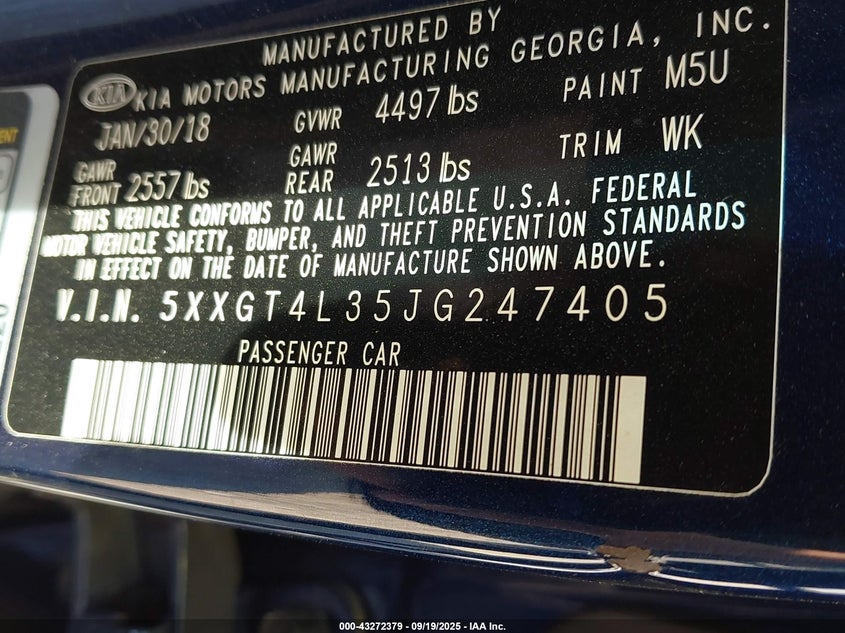 MANUFACTURED BY
KIA KIA MOTORS MANUFACTURING GEORGIA, INC.
JAN/30/18 GVWR 4497 lbs PAINT M5U
GAWR FRONT 2557 lbs GAWR REAR 2513 lbs TRIM WK
THIS VEHICLE CONFORMS TO ALL APPLICABLE U.S.A. FEDERAL
MOTOR VEHICLE SAFETY, BUMPER, AND THEFT PREVENTION STANDARDS
IN EFFECT ON THE DATE OF MANUFACTURE SHOWN ABOVE.
V.I.N. 5XXGT4L35JG247405
PASSENGER CAR
000-43272379 - 09/19/2025 - IAA Inc.